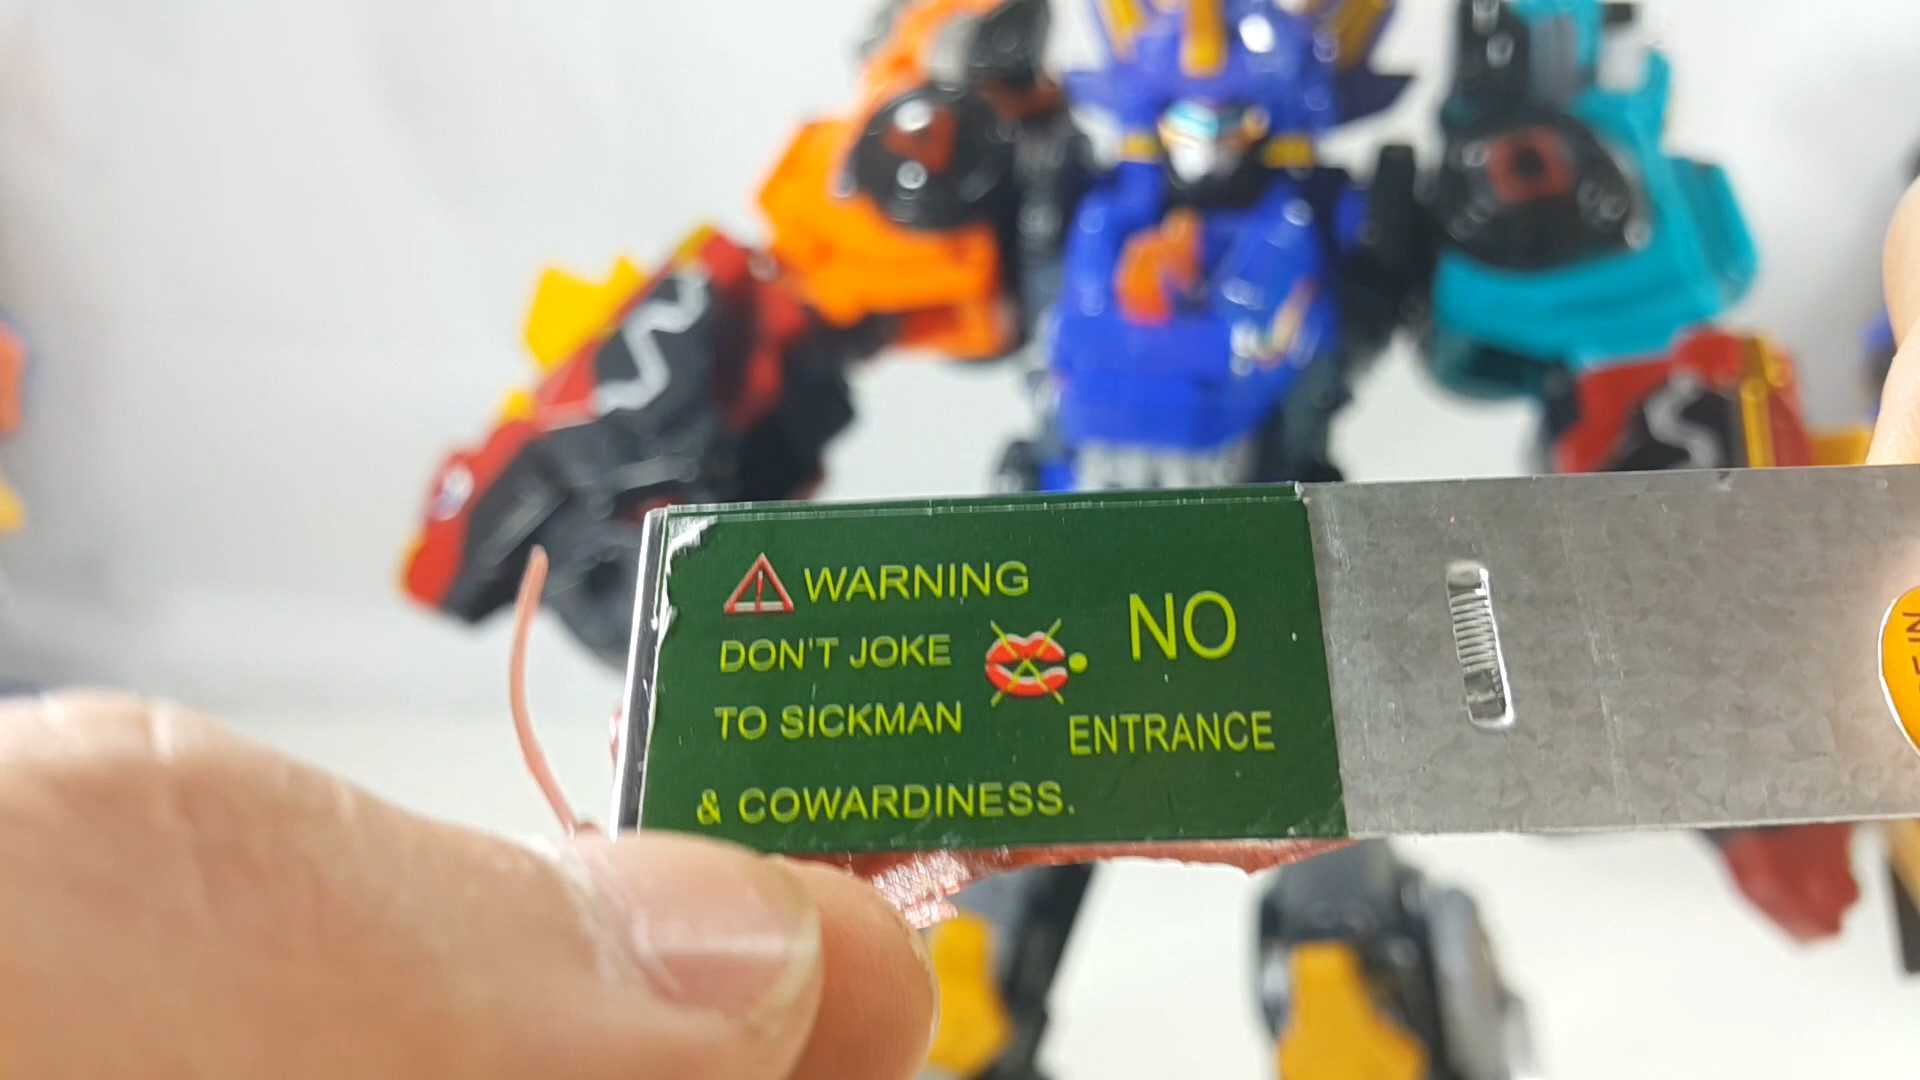 WARNING
DON'T JOKE
TO SICKMAN
& COWARDINESS.
NO
ENTRANCE